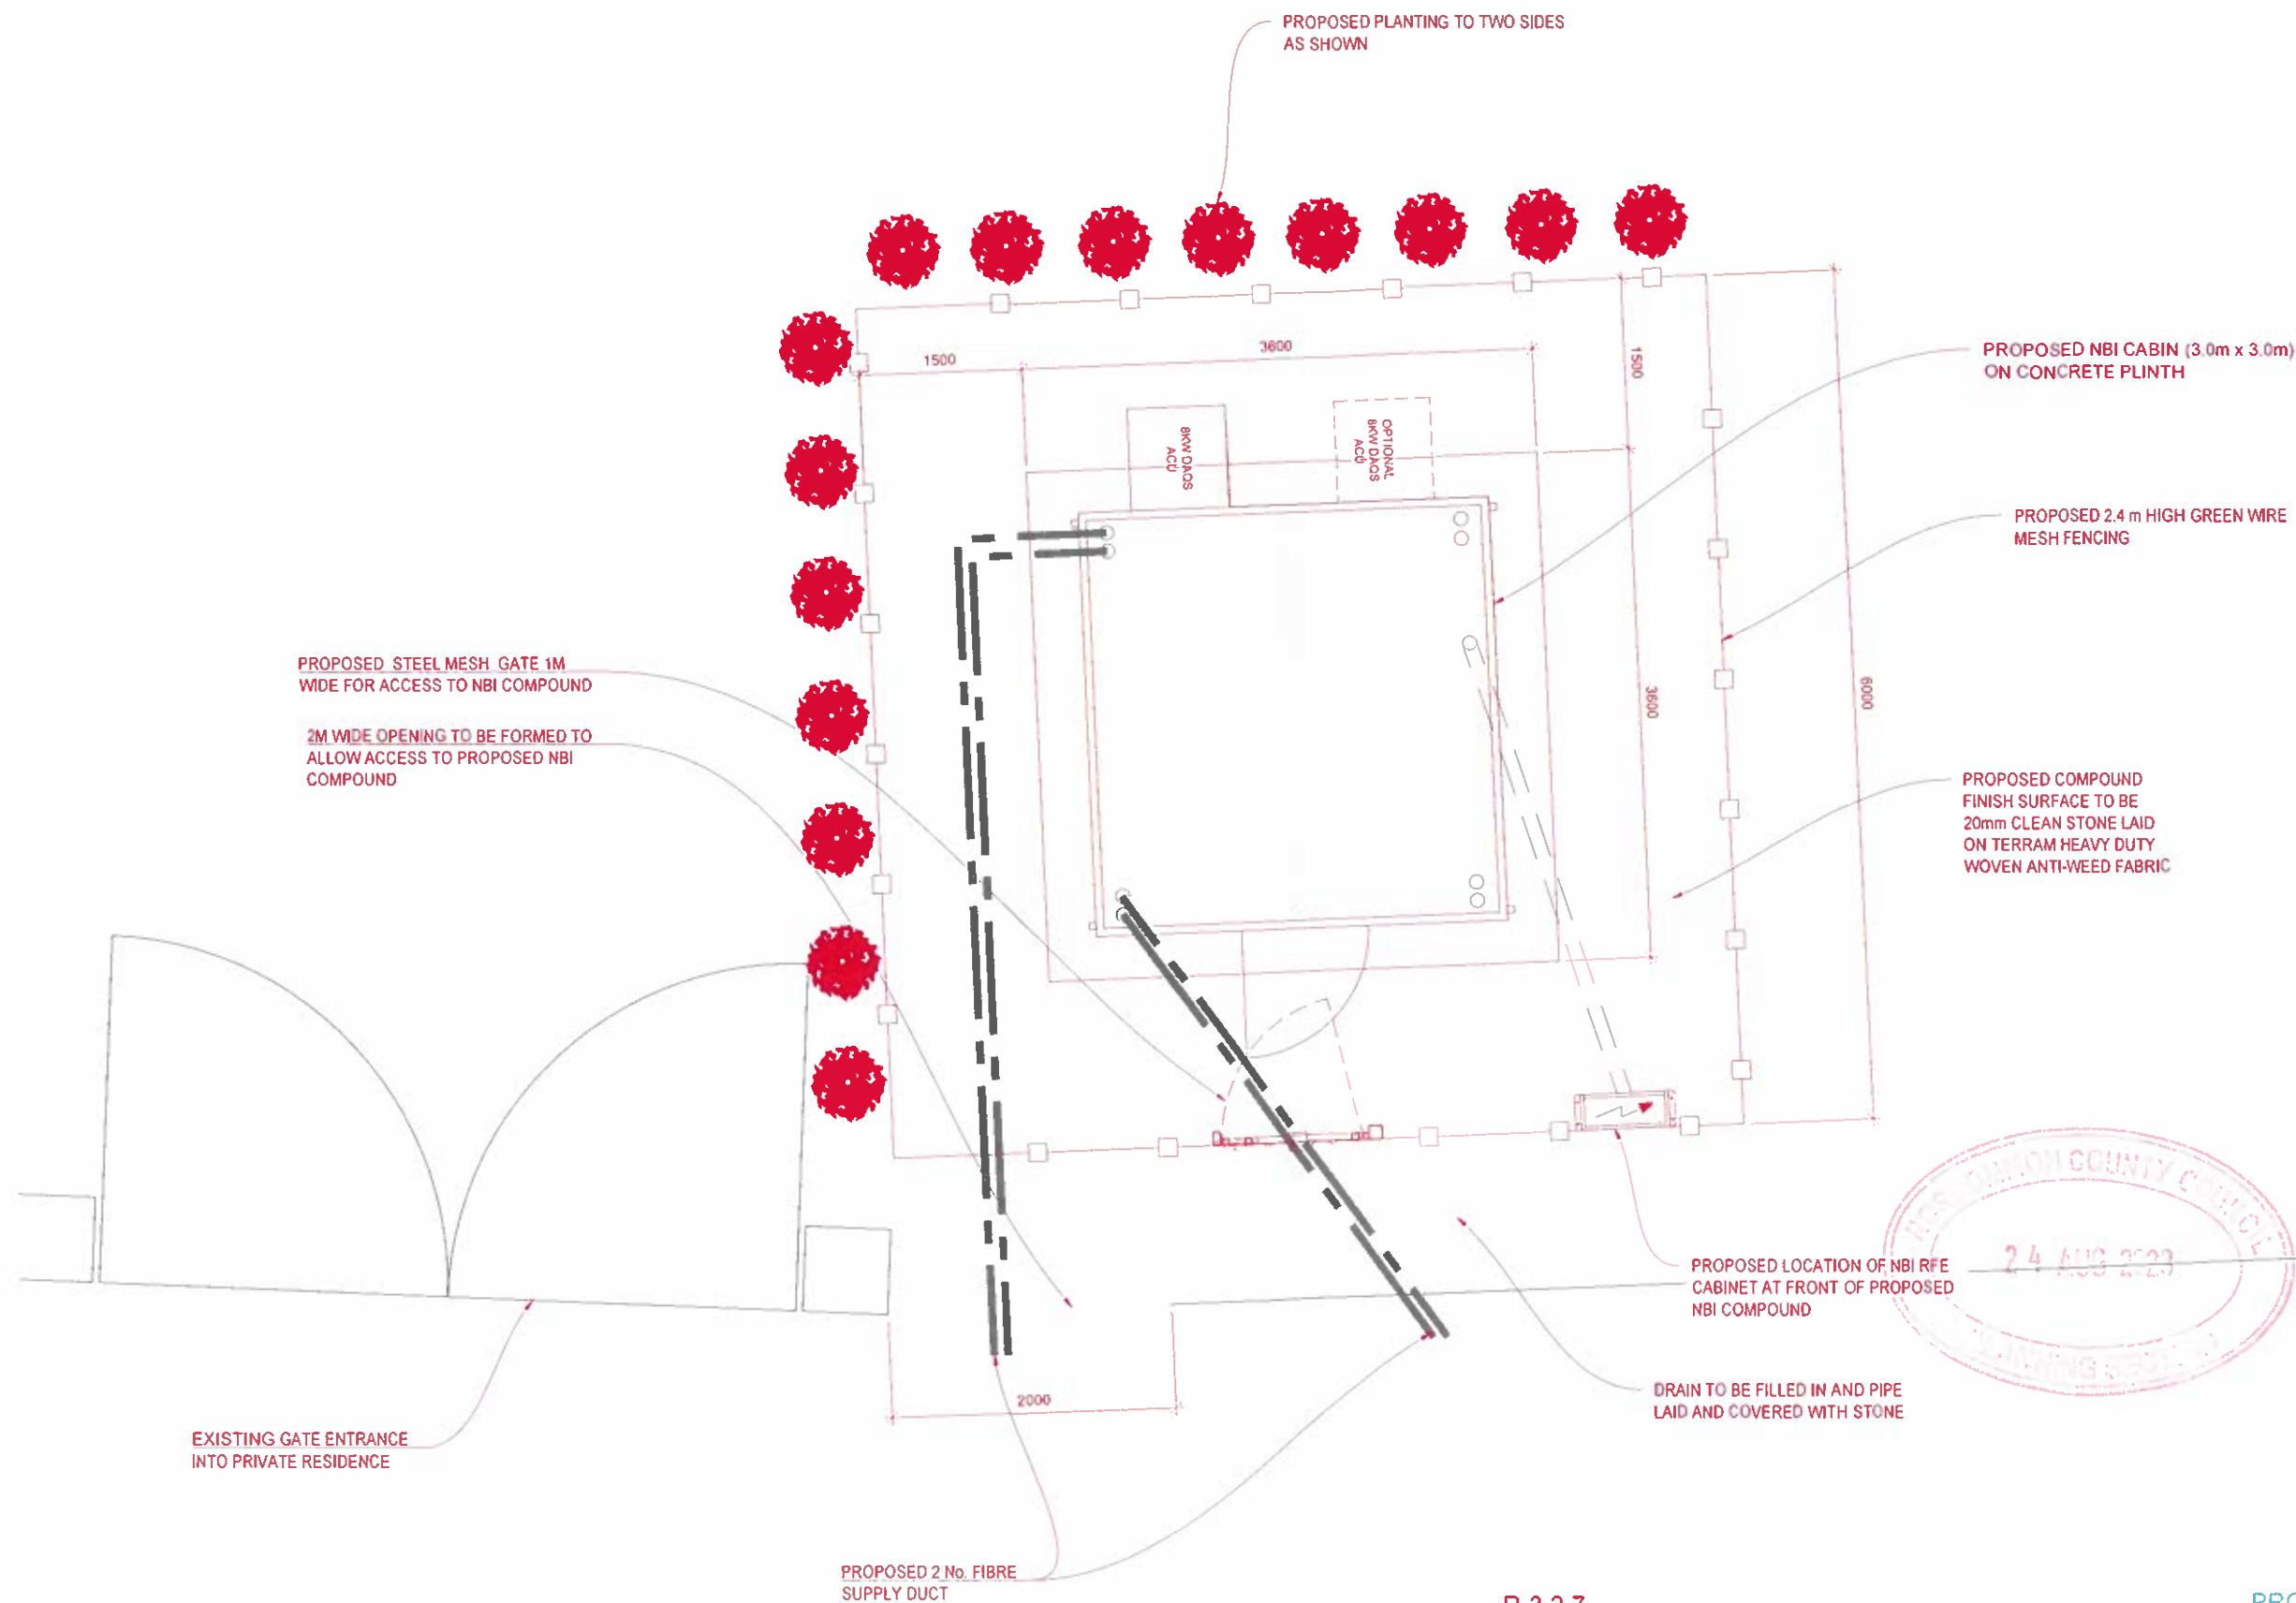 PROPOSED PLANTING TO TWO SIDES
AS SHOWN
1500
3600
1500
PROPOSED NBI CABIN (3.0m x 3.0m)
ON CONCRETE PLINTH
8KW DAQS
ACU
OPTIONAL
8KW DAQS
ACU
PROPOSED 2.4 m HIGH GREEN WIRE
MESH FENCING
PROPOSED STEEL MESH GATE 1M
WIDE FOR ACCESS TO NBI COMPOUND
3600
6000
2M WIDE OPENING TO BE FORMED TO
ALLOW ACCESS TO PROPOSED NBI
COMPOUND
PROPOSED COMPOUND
FINISH SURFACE TO BE
20mm CLEAN STONE LAID
ON TERRAM HEAVY DUTY
WOVEN ANTI-WEED FABRIC
COUNTY COUNCIL
24 AUG 2023
PROPOSED LOCATION OF NBI RFE
CABINET AT FRONT OF PROPOSED
NBI COMPOUND
DRAIN TO BE FILLED IN AND PIPE
LAID AND COVERED WITH STONE
2000
EXISTING GATE ENTRANCE
INTO PRIVATE RESIDENCE
PROPOSED 2 No. FIBRE
SUPPLY DUCT